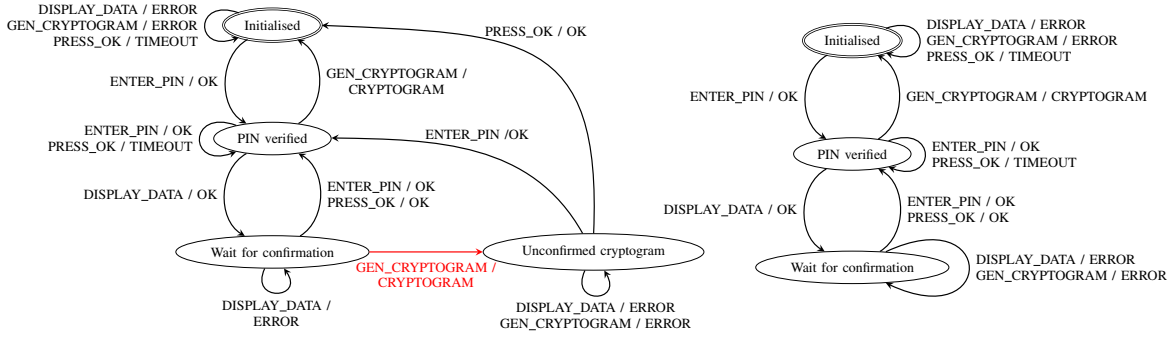 DISPLAY_DATA / ERROR
GEN_CRYPTOGRAM / ERROR
PRESS_OK / TIMEOUT
Initialised
PRESS_OK / OK
ENTER_PIN / OK
GEN_CRYPTOGRAM /
CRYPTOGRAM
ENTER_PIN / OK
PRESS_OK / TIMEOUT
PIN verified
ENTER_PIN /OK
DISPLAY_DATA / OK
ENTER_PIN / OK
PRESS_OK / OK
Wait for confirmation
GEN_CRYPTOGRAM /
CRYPTOGRAM
Unconfirmed cryptogram
DISPLAY_DATA /
ERROR
DISPLAY_DATA / ERROR
GEN_CRYPTOGRAM / ERROR
Initialised
DISPLAY_DATA / ERROR
GEN_CRYPTOGRAM / ERROR
PRESS_OK / TIMEOUT
ENTER_PIN / OK
GEN_CRYPTOGRAM / CRYPTOGRAM
PIN verified
ENTER_PIN / OK
PRESS_OK / TIMEOUT
DISPLAY_DATA / OK
ENTER_PIN / OK
PRESS_OK / OK
Wait for confirmation
DISPLAY_DATA / ERROR
GEN_CRYPTOGRAM / ERROR